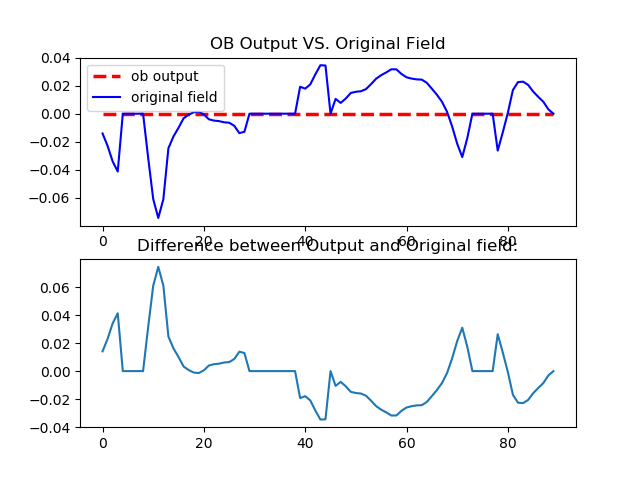 OB Output VS. Original Field
0.04
0.02
0.00
−0.02
−0.04
−0.06
ob output
original field
0 20 40 60 80
Difference between Output and Original field.
0.06
0.04
0.02
0.00
−0.02
−0.04
0 20 40 60 80